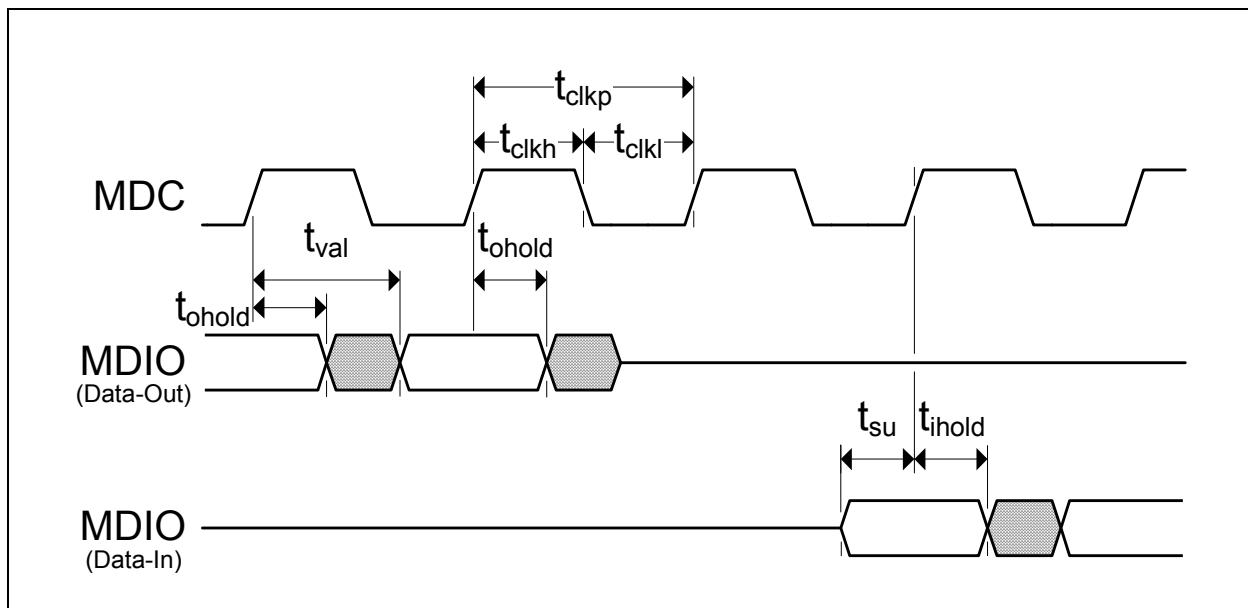 tclkp
tclkh tclkl
MDC
tval tohold
tohold
MDIO
(Data-Out)
tsu tihold
MDIO
(Data-In)